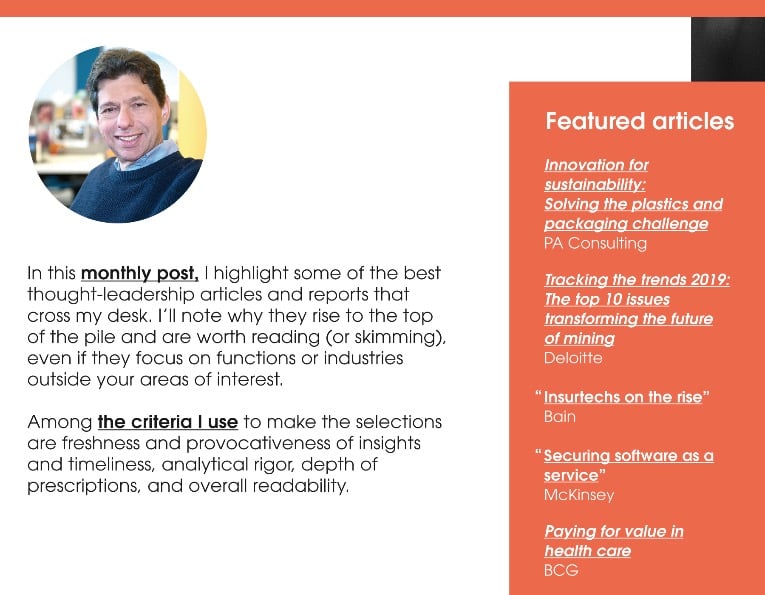 In this monthly post, I highlight some of the best
thought-leadership articles and reports that
cross my desk. I’ll note why they rise to the top
of the pile and are worth reading (or skimming),
even if they focus on functions or industries
outside your areas of interest.
Among the criteria I use to make the selections
are freshness and provocativeness of insights
and timeliness, analytical rigor, depth of
prescriptions, and overall readability.
Featured articles
Innovation for
sustainability:
Solving the plastics and
packaging challenge
PA Consulting
Tracking the trends 2019:
The top 10 issues
transforming the future
of mining
Deloitte
“Insurtechs on the rise”
Bain
“Securing software as a
service”
McKinsey
Paying for value in
health care
BCG